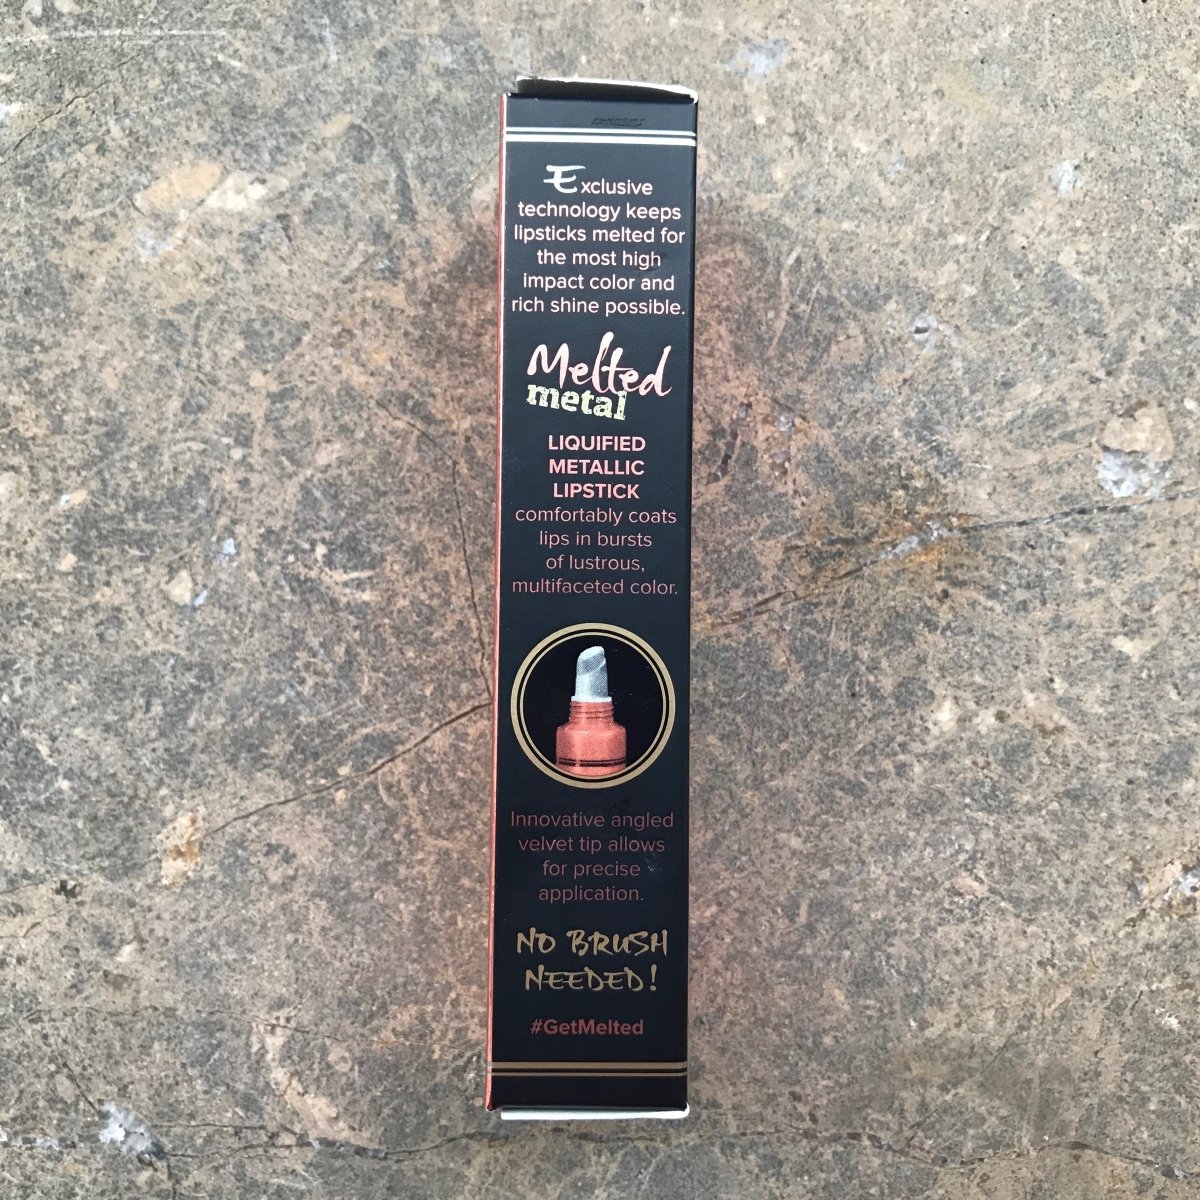 Exclusive
technology keeps
lipsticks melted for
the most high
impact color and
rich shine possible.
Melted
metal
LIQUIFIED
METALLIC
LIPSTICK
comfortably coats
lips in bursts
of lustrous,
multifaceted color.
Innovative angled
velvet tip allows
for precise
application.
NO BRUSH
NEEDED!
#GetMelted